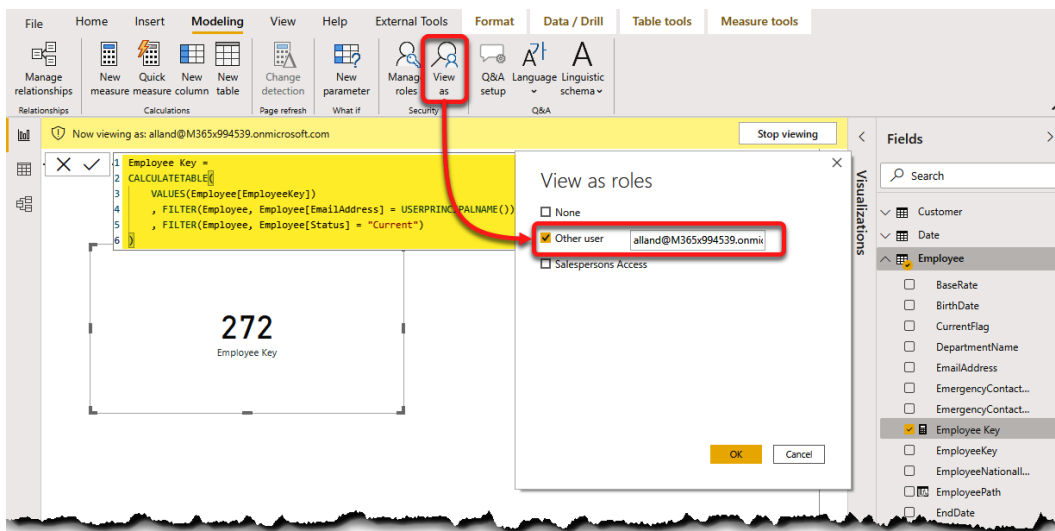 File Home Insert Modeling View Help External Tools Format Data / Drill Table tools Measure tools
Manage relationships
New measure
Quick measure
New column
New table
Change detection
New parameter
Manage roles
View as
Q&A setup
Language
Linguistic schema
Relationships Calculations Page refresh What if Security Q&A
Now viewing as: alland@M365x994539.onmicrosoft.com
Stop viewing
1 Employee Key =
2 CALCULATETABLE(
3 VALUES(Employee[EmployeeKey])
4 , FILTER(Employee, Employee[EmailAddress] = USERPRINCIPALNAME())
5 , FILTER(Employee, Employee[Status] = "Current")
6 )
272
Employee Key
View as roles
None
Other user
alland@M365x994539.onmic
Salespersons Access
OK
Cancel
Visualizations
Fields
Search
Customer
Date
Employee
BaseRate
BirthDate
CurrentFlag
DepartmentName
EmailAddress
EmergencyContact...
EmergencyContact...
Employee Key
EmployeeKey
EmployeeNationalI...
EmployeePath
EndDate